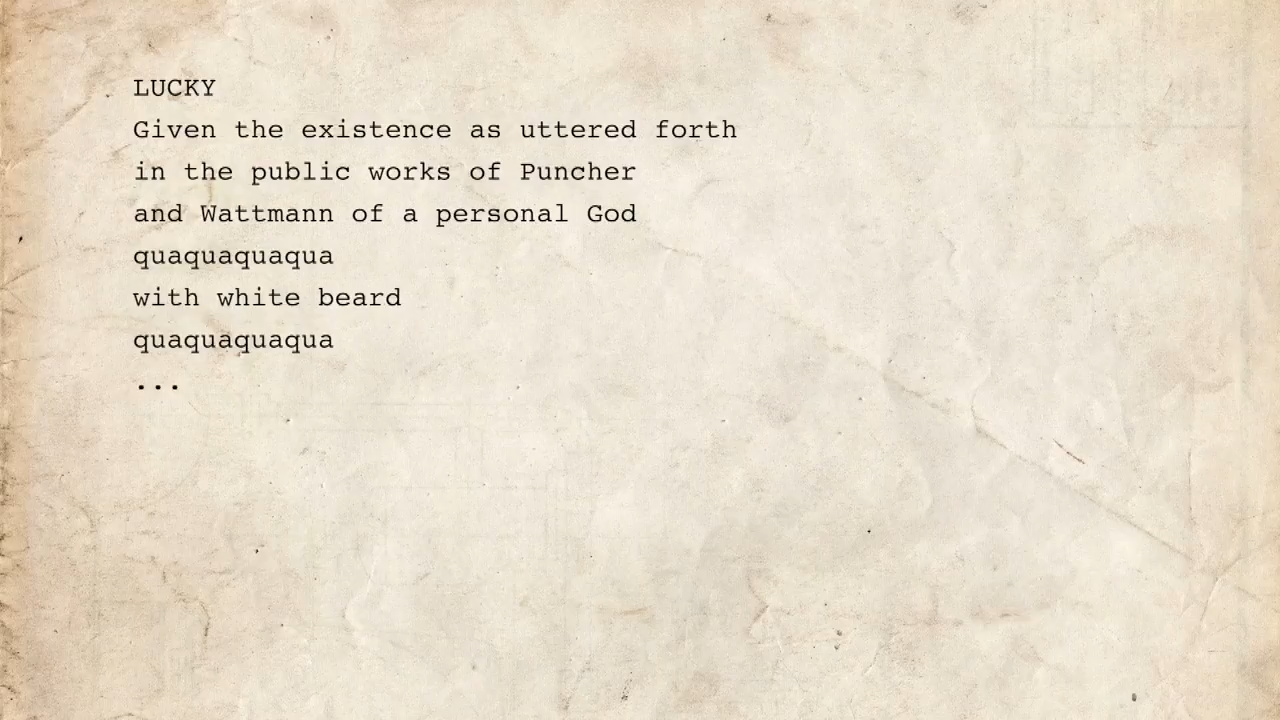 LUCKY
Given the existence as uttered forth
in the public works of Puncher
and Wattmann of a personal God
quaquaquaqua
with white beard
quaquaquaqua
...